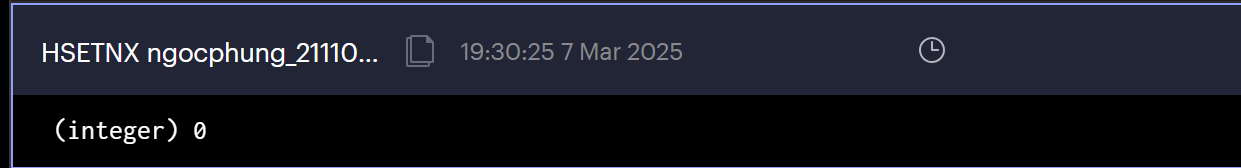 HSETNX ngocphung_21110...
19:30:25 7 Mar 2025
(integer) 0